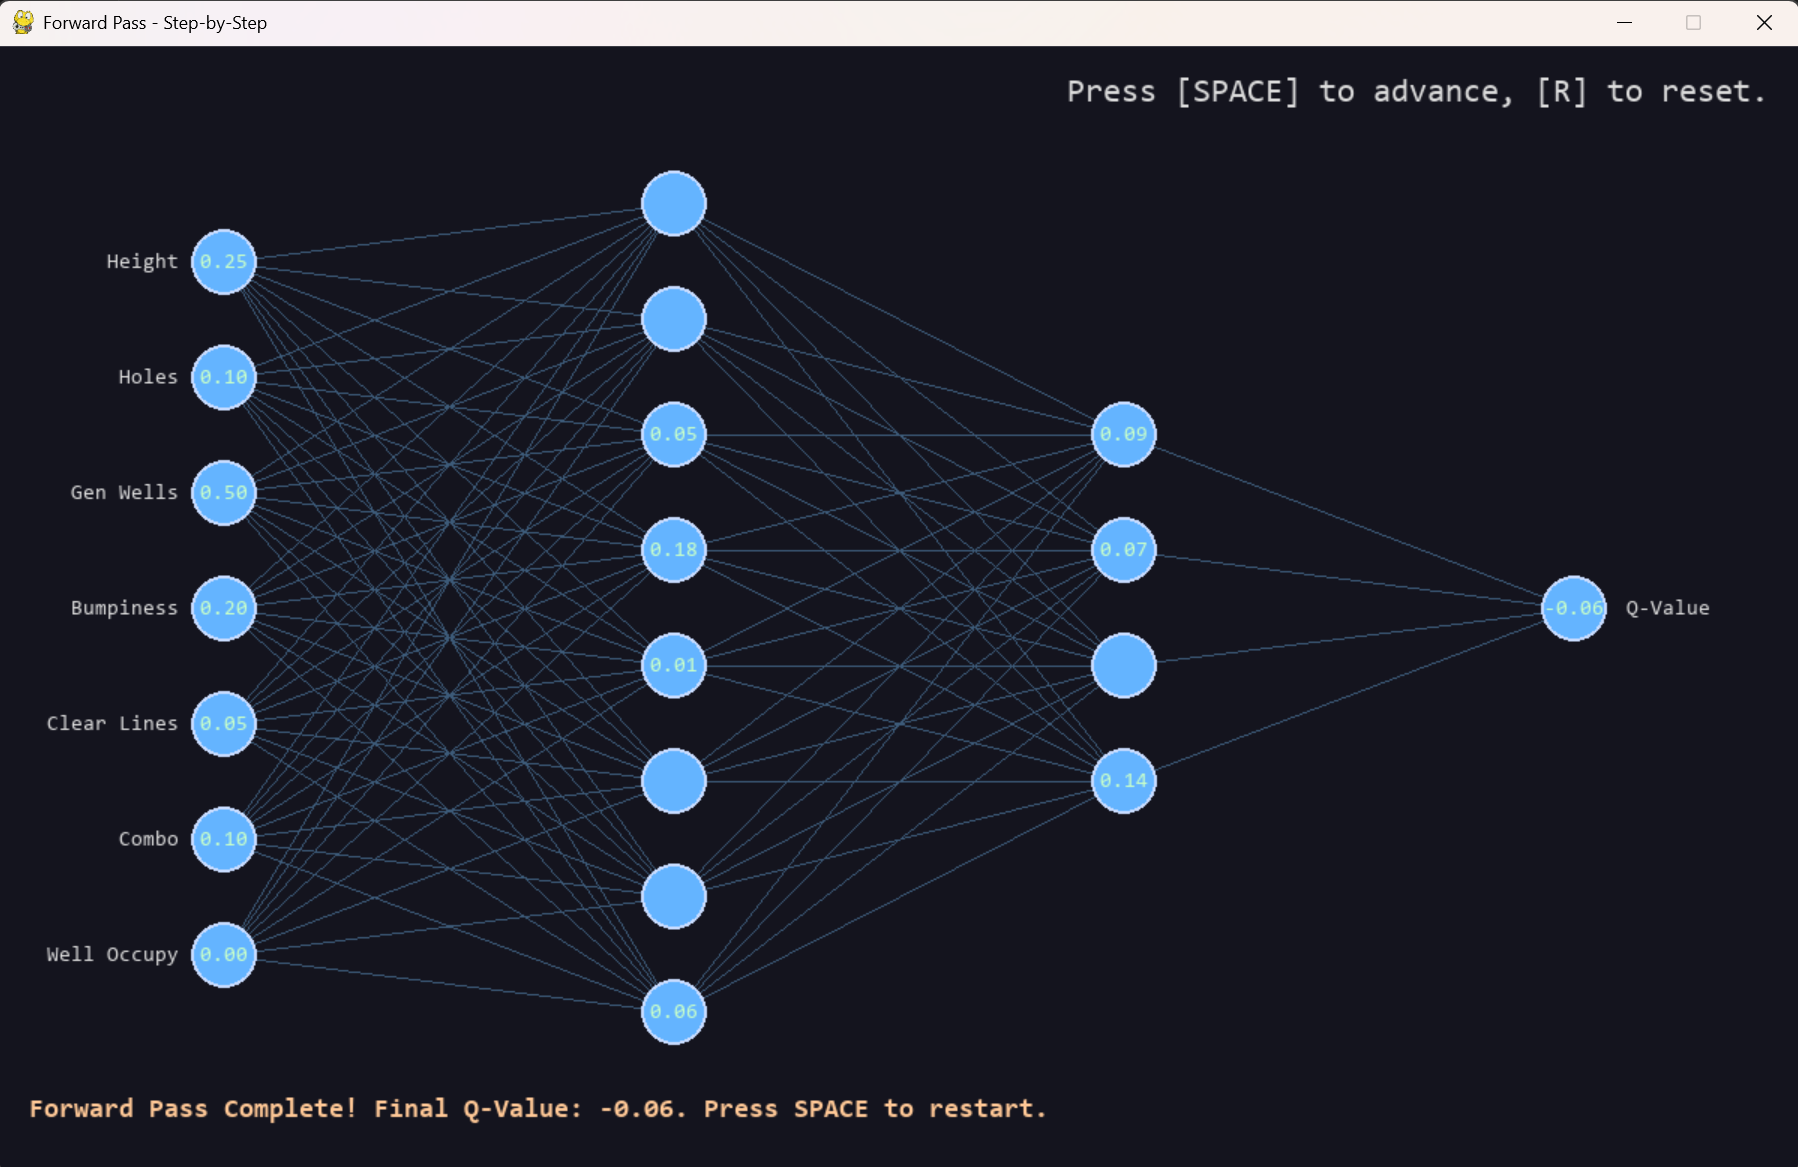 Forward Pass - Step-by-Step
Press [SPACE] to advance, [R] to reset.
Height 0.25
Holes 0.10
Gen Wells 0.50
Bumpiness 0.20
Clear Lines 0.05
Combo 0.10
Well Occupy 0.00
0.05
0.18
0.01
0.06
0.09
0.07
0.14
-0.06 Q-Value
Forward Pass Complete! Final Q-Value: -0.06. Press SPACE to restart.